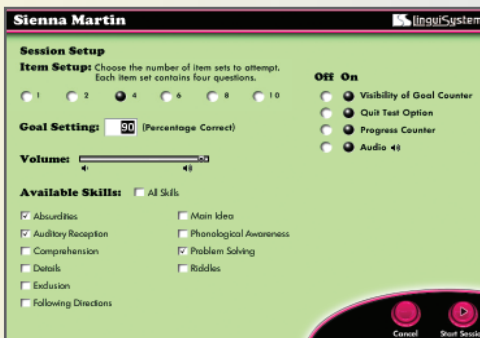 Sienna Martin
LinguiSystem
Session Setup
Item Setup: Choose the number of item sets to attempt.
Each item set contains four questions.
1 2 4 6 8 10
Goal Setting: 90 (Percentage Correct)
Volume:
Available Skills: All Skills
Absurdities
Auditory Reception
Comprehension
Details
Exclusion
Following Directions
Main Idea
Phonological Awareness
Problem Solving
Riddles
Off On
Visibility of Goal Counter
Quit Test Option
Progress Counter
Audio
Cancel
Start Sessio